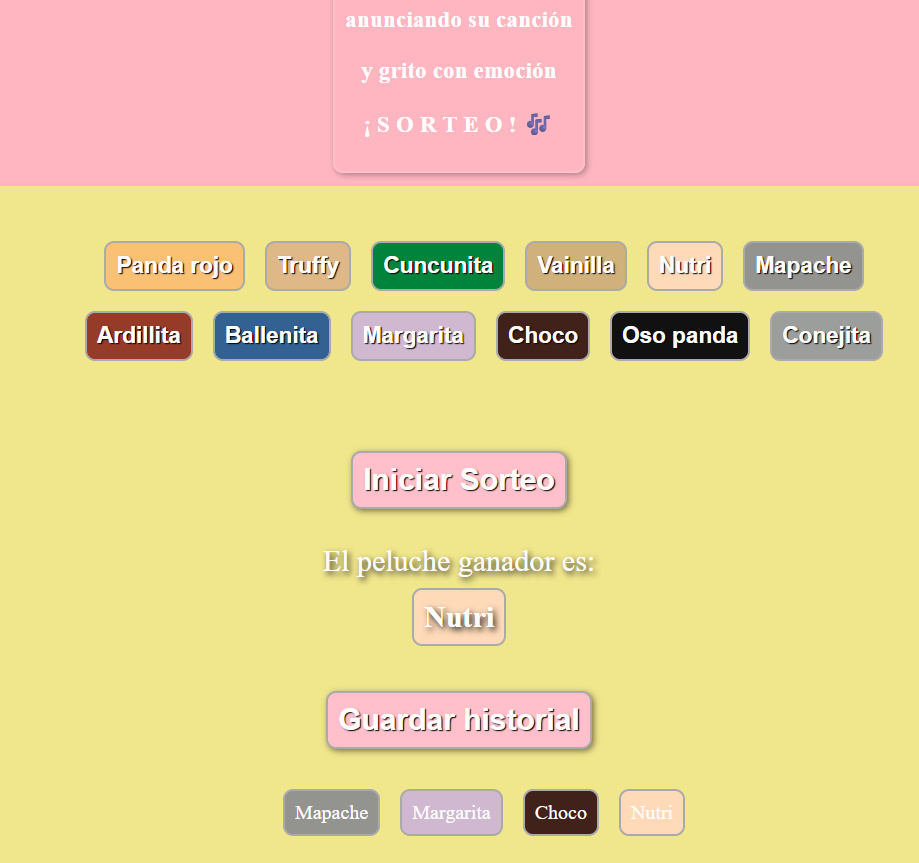 anunciando su canción
y grito con emoción
¡ S O R T E O ! 🎶
Panda rojo Truffy Cuncunita Vainilla Nutri Mapache
Ardillita Ballenita Margarita Choco Oso panda Conejita
Iniciar Sorteo
El peluche ganador es:
Nutri
Guardar historial
Mapache Margarita Choco Nutri